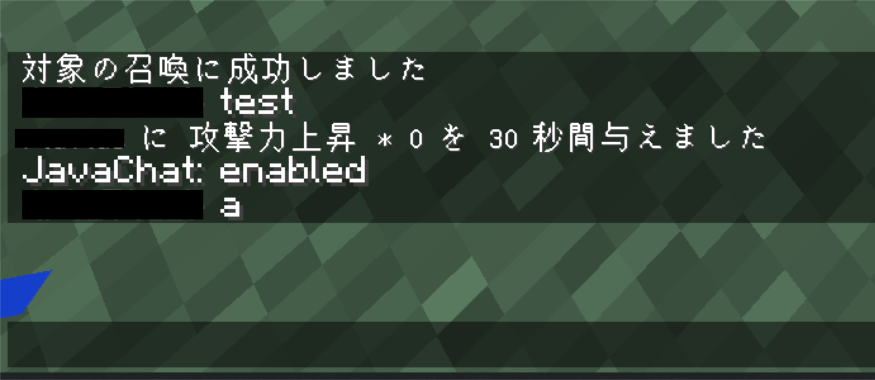 対象の召喚に成功しました
test
に 攻撃力上昇 * 0 を 30 秒間与えました
JavaChat: enabled
a